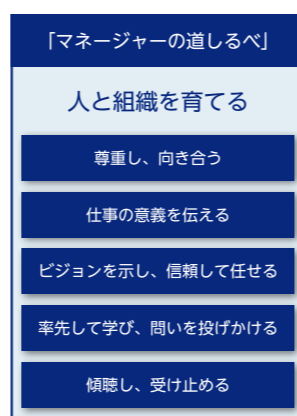 「マネージャーの道しるべ」
人と組織を育てる
尊重し、向き合う
仕事の意義を伝える
ビジョンを示し、信頼して任せる
率先して学び、問いを投げかける
傾聴し、受け止める